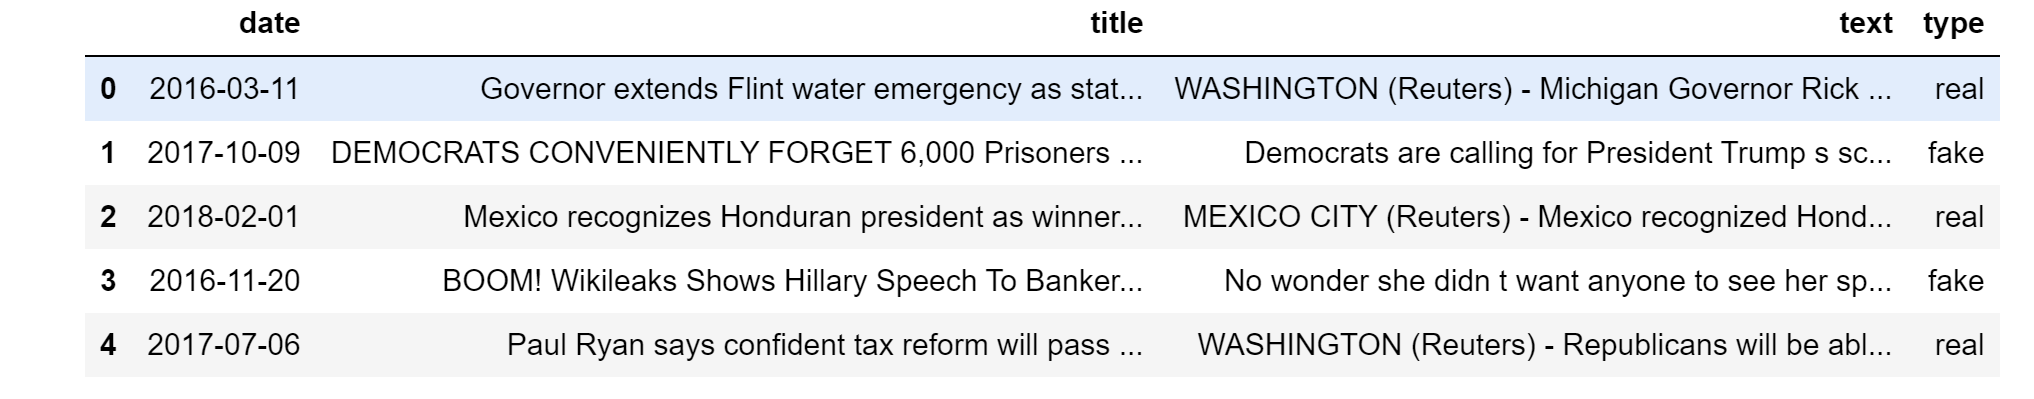 date title text type
0 2016-03-11 Governor extends Flint water emergency as stat... WASHINGTON (Reuters) - Michigan Governor Rick ... real
1 2017-10-09 DEMOCRATS CONVENIENTLY FORGET 6,000 Prisoners ... Democrats are calling for President Trump s sc... fake
2 2018-02-01 Mexico recognizes Honduran president as winner... MEXICO CITY (Reuters) - Mexico recognized Hond... real
3 2016-11-20 BOOM! Wikileaks Shows Hillary Speech To Banker... No wonder she didn t want anyone to see her sp... fake
4 2017-07-06 Paul Ryan says confident tax reform will pass ... WASHINGTON (Reuters) - Republicans will be abl... real